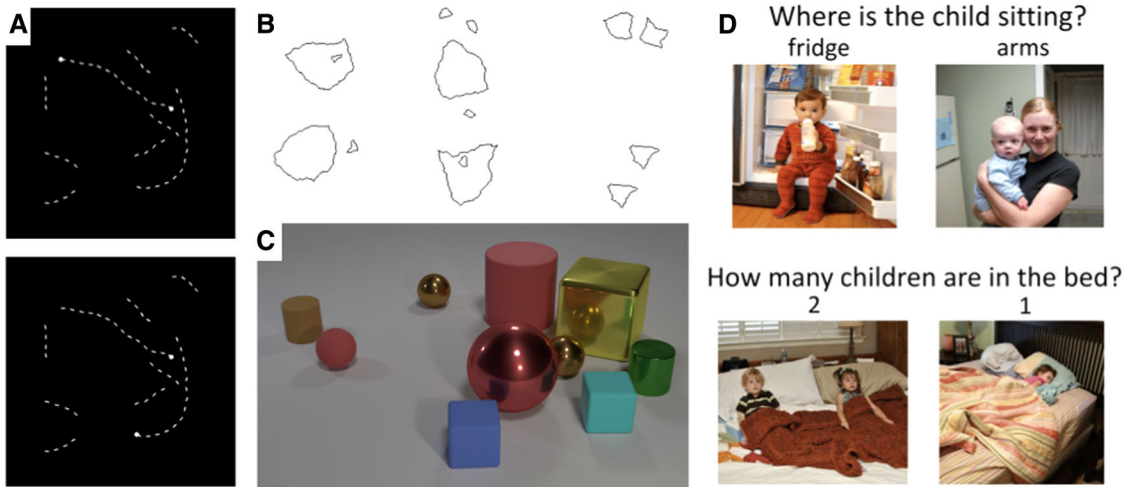 A
B
C
D
Where is the child sitting?
fridge
arms
How many children are in the bed?
2
1